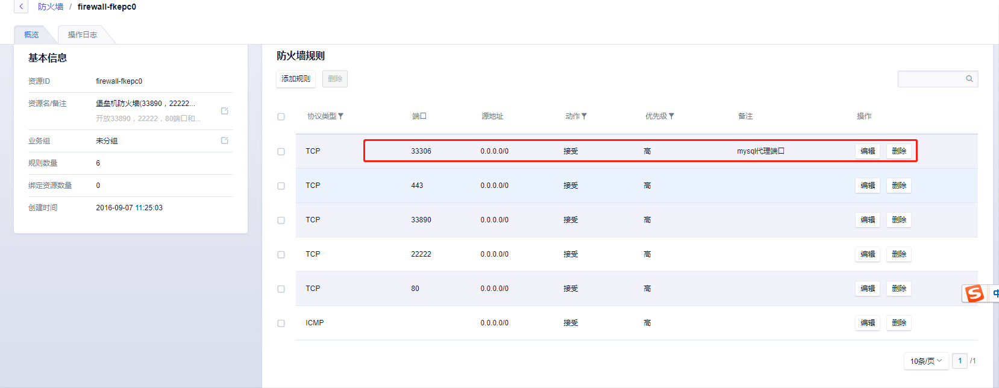 防火墙 / firewall-fkepc0
概览 操作日志
基本信息
资源ID firewall-fkepc0
资源名/备注 堡垒机防火墙(33890，22222...
开放33890，22222，80端口和...
业务组 未分组
规则数量 6
绑定资源数量 0
创建时间 2016-09-07 11:25:03
防火墙规则
添加规则 删除
协议类型 端口 源地址 动作 优先级 备注 操作
TCP 33306 0.0.0.0/0 接受 高 mysql代理端口 编辑 删除
TCP 443 0.0.0.0/0 接受 高 编辑 删除
TCP 33890 0.0.0.0/0 接受 高 编辑 删除
TCP 22222 0.0.0.0/0 接受 高 编辑 删除
TCP 80 0.0.0.0/0 接受 高 编辑 删除
S 中
ICMP 0.0.0.0/0 接受 高 编辑 删除
10条/页 1 /1